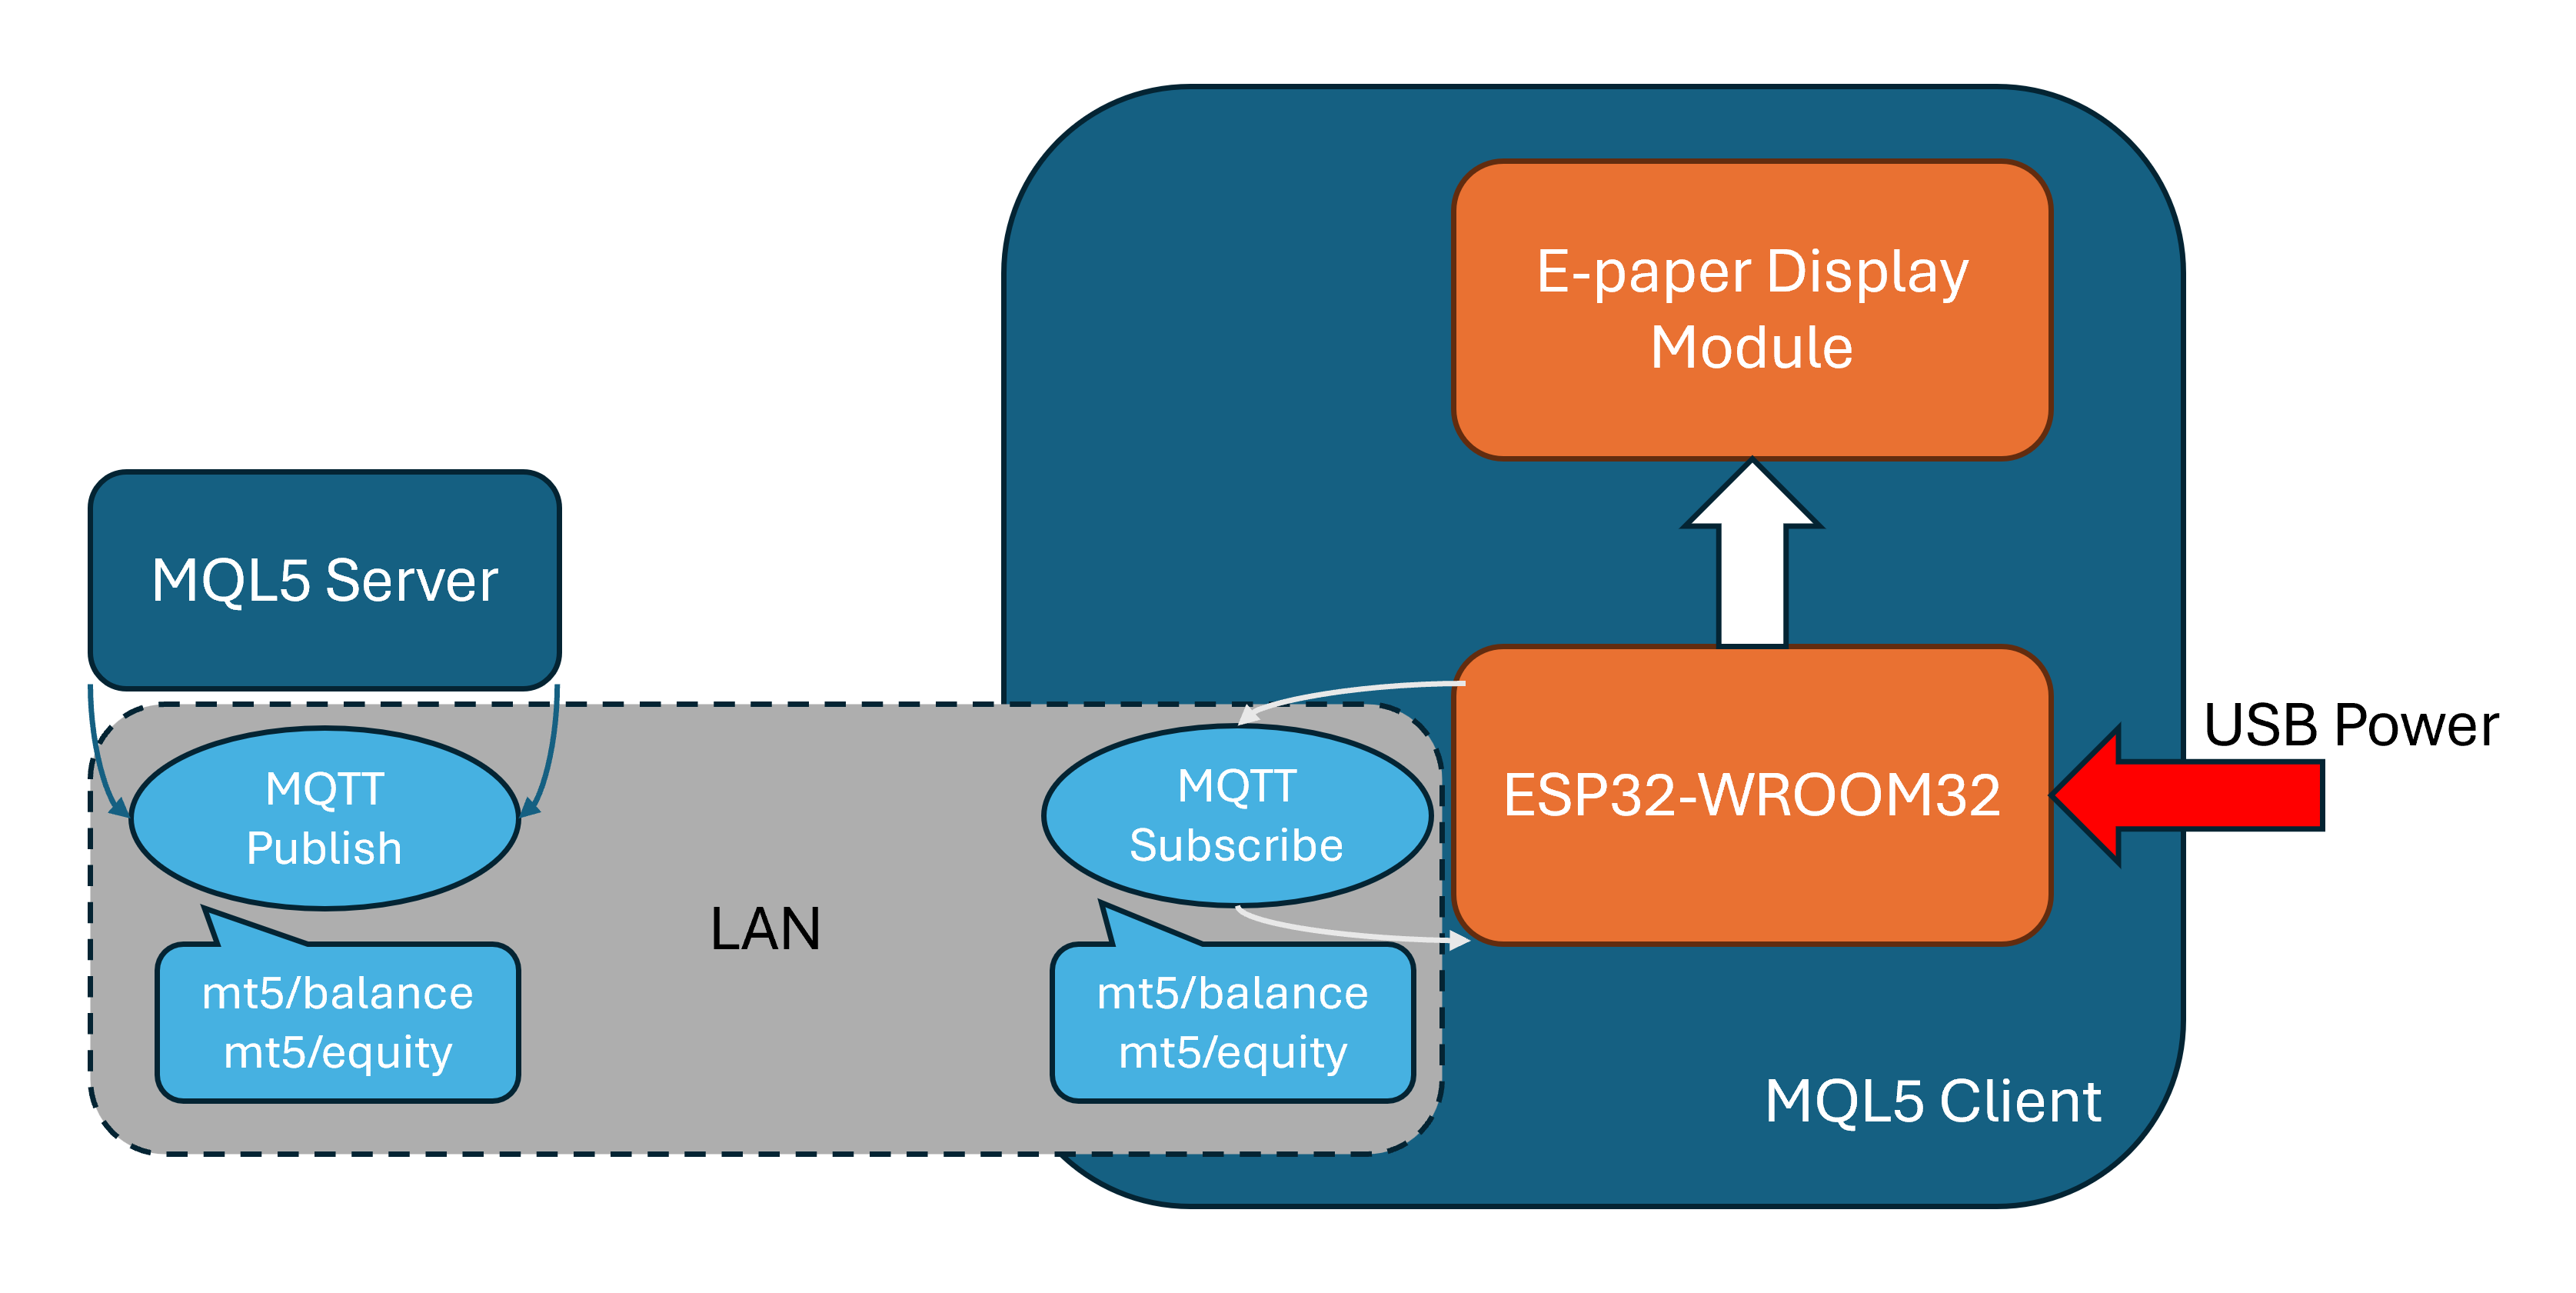 E-paper Display
Module
MQL5 Server
USB Power
MQTT
Publish
MQTT
Subscribe
ESP32-WROOM32
LAN
mt5/balance
mt5/equity
mt5/balance
mt5/equity
MQL5 Client